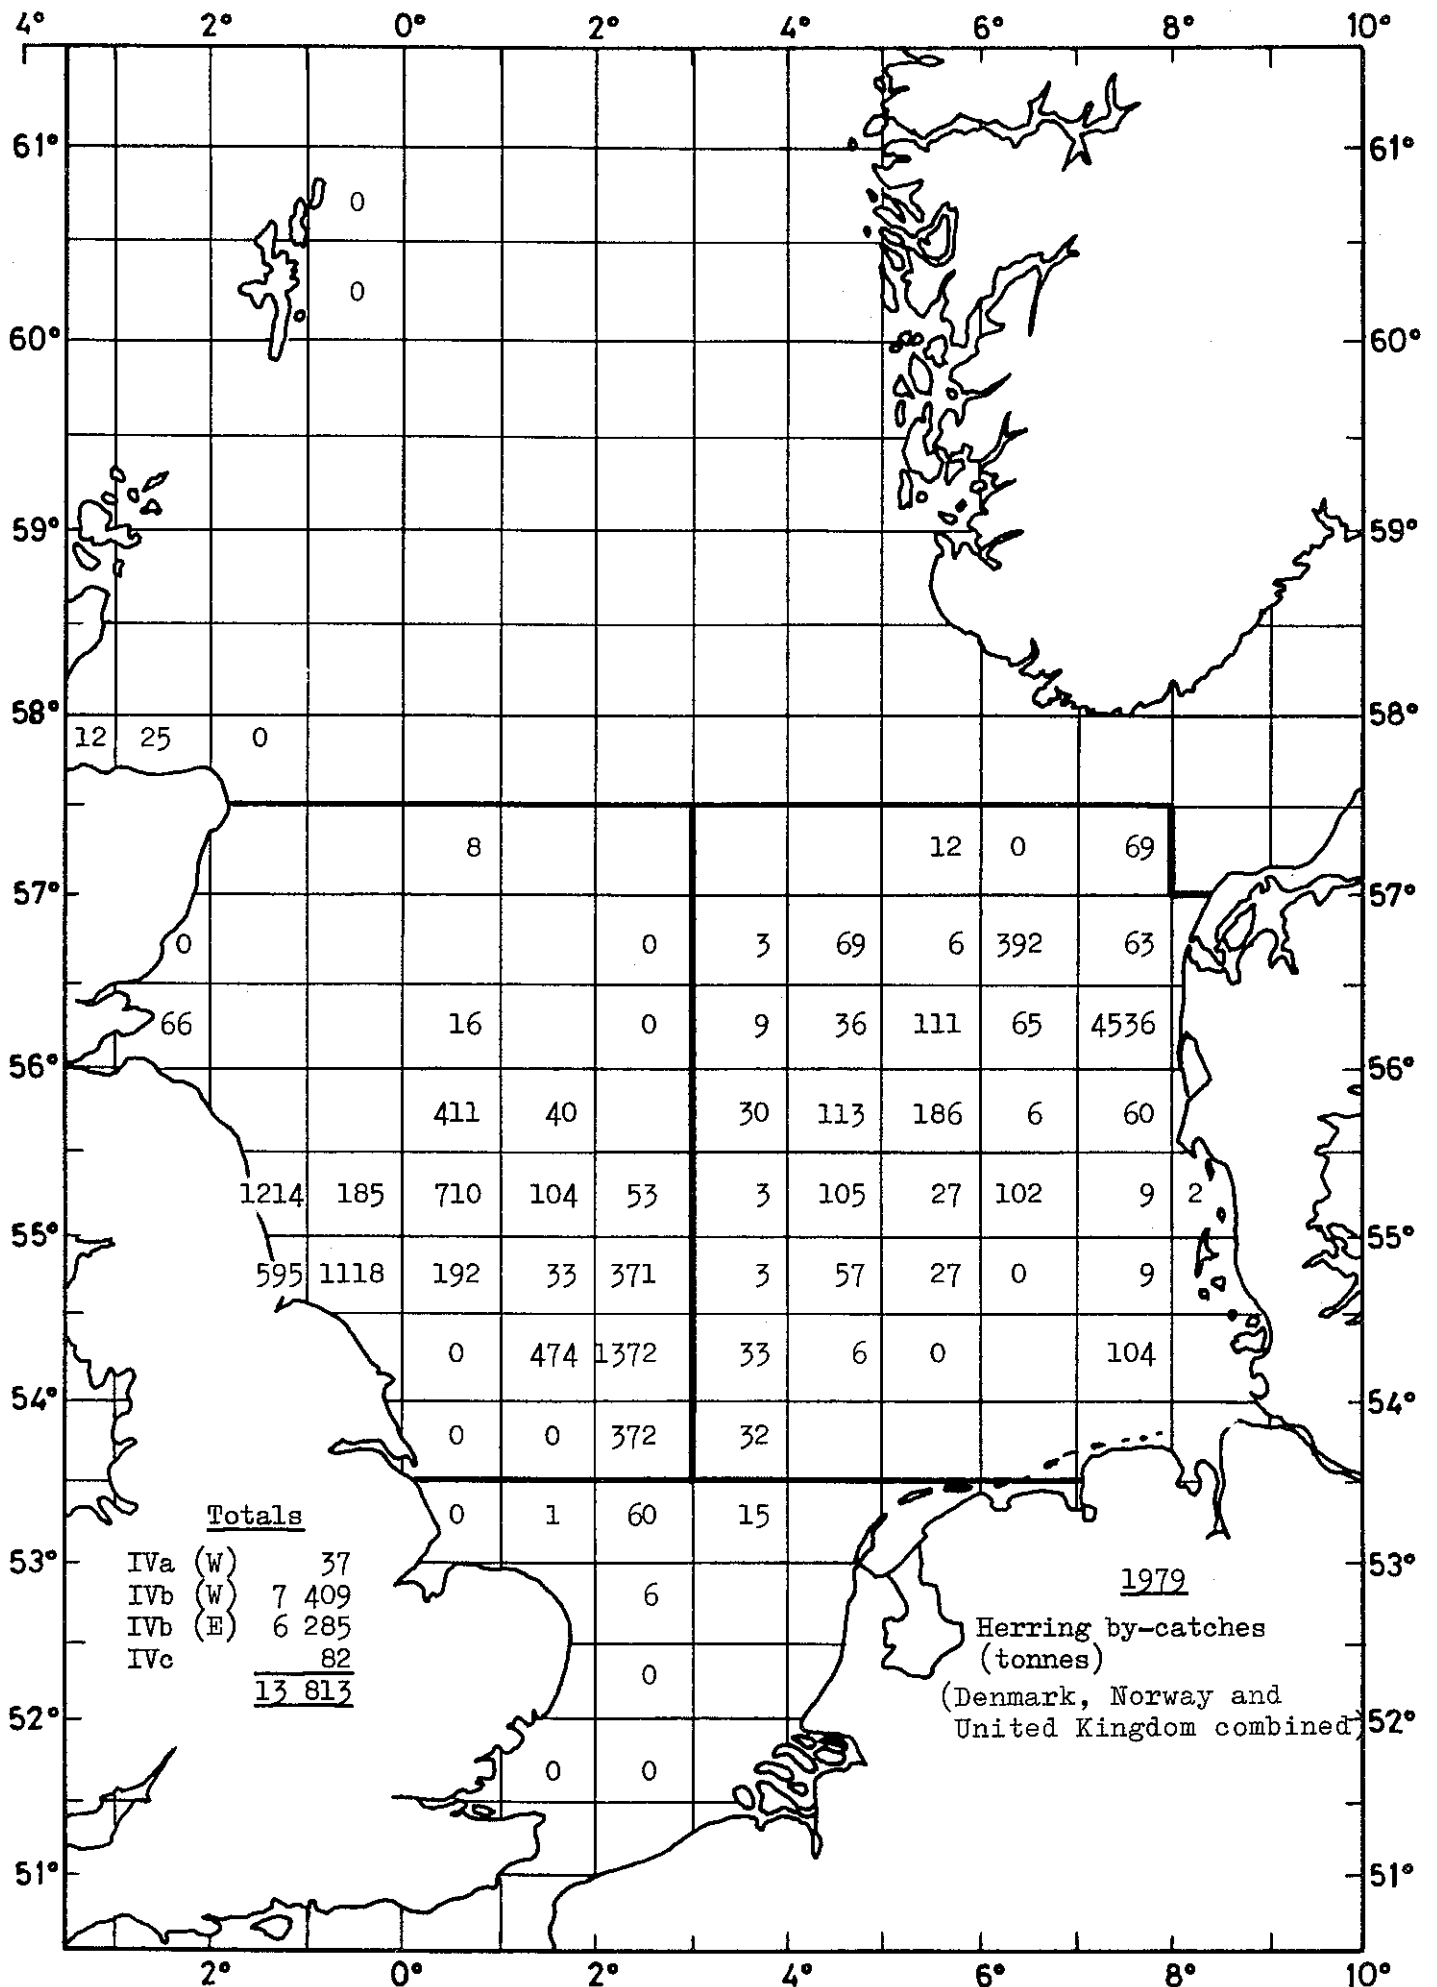 4° 2° 0° 2° 4° 6° 8° 10°
61° 61°
0
0
60° 60°
59° 59°
58° 58°
12 25 0
8 12 0 69
57° 57°
0 0 3 69 6 392 63
66 16 0 9 36 111 65 4536
56° 56°
411 40 30 113 186 6 60
1214 185 710 104 53 3 105 27 102 9 2
55° 55°
595 1118 192 33 371 3 57 27 0 9
0 474 1372 33 6 0 104
54° 54°
0 0 372 32
0 1 60 15
Totals
53° 53°
IVa (W) 37
IVb (W) 7 409
IVb (E) 6 285
IVc 82
13 813
6
0
1979
Herring by-catches
(tonnes)
(Denmark, Norway and
United Kingdom combined)
52° 52°
0 0
51° 51°
2° 0° 2° 4° 6° 8° 10°